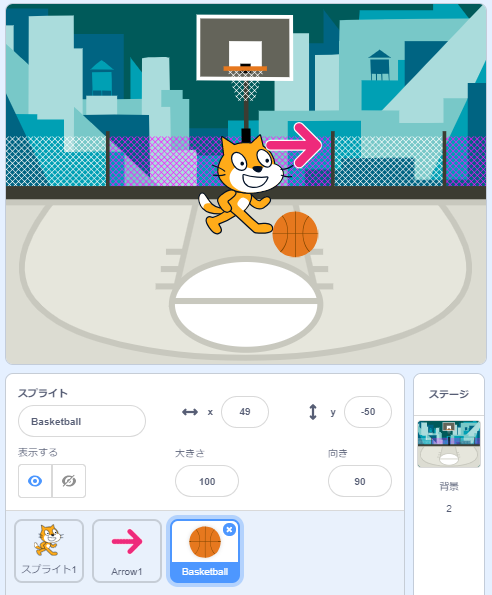 スプライト
Basketball
x
49
y
-50
表示する
大きさ
100
向き
90
スプライト1
Arrow1
Basketball
ステージ
背景
2